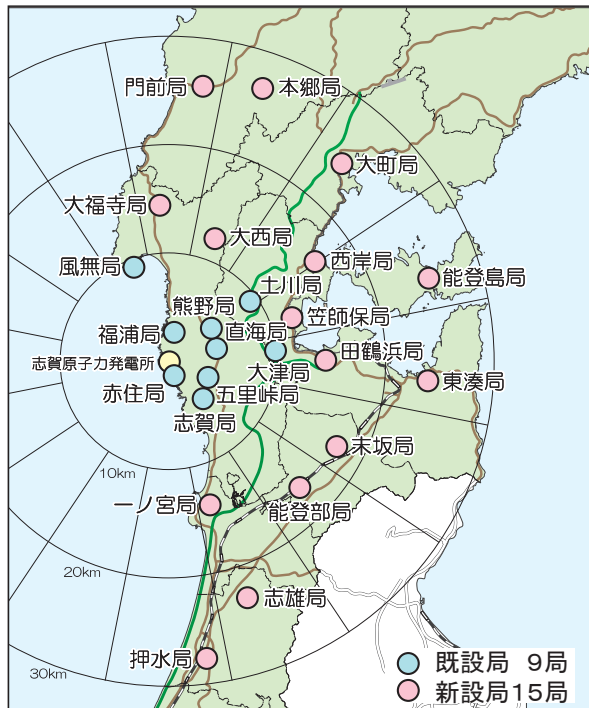 門前局
本郷局
大町局
大福寺局
大西局
西岸局
風無局
能登島局
土川局
熊野局
笠師保局
福浦局
直海局
志賀原子力発電所
田鶴浜局
大津局
赤住局
五里峠局
東湊局
志賀局
末坂局
10km
一ノ宮局
能登部局
20km
志雄局
押水局
30km
既設局 9局
新設局15局